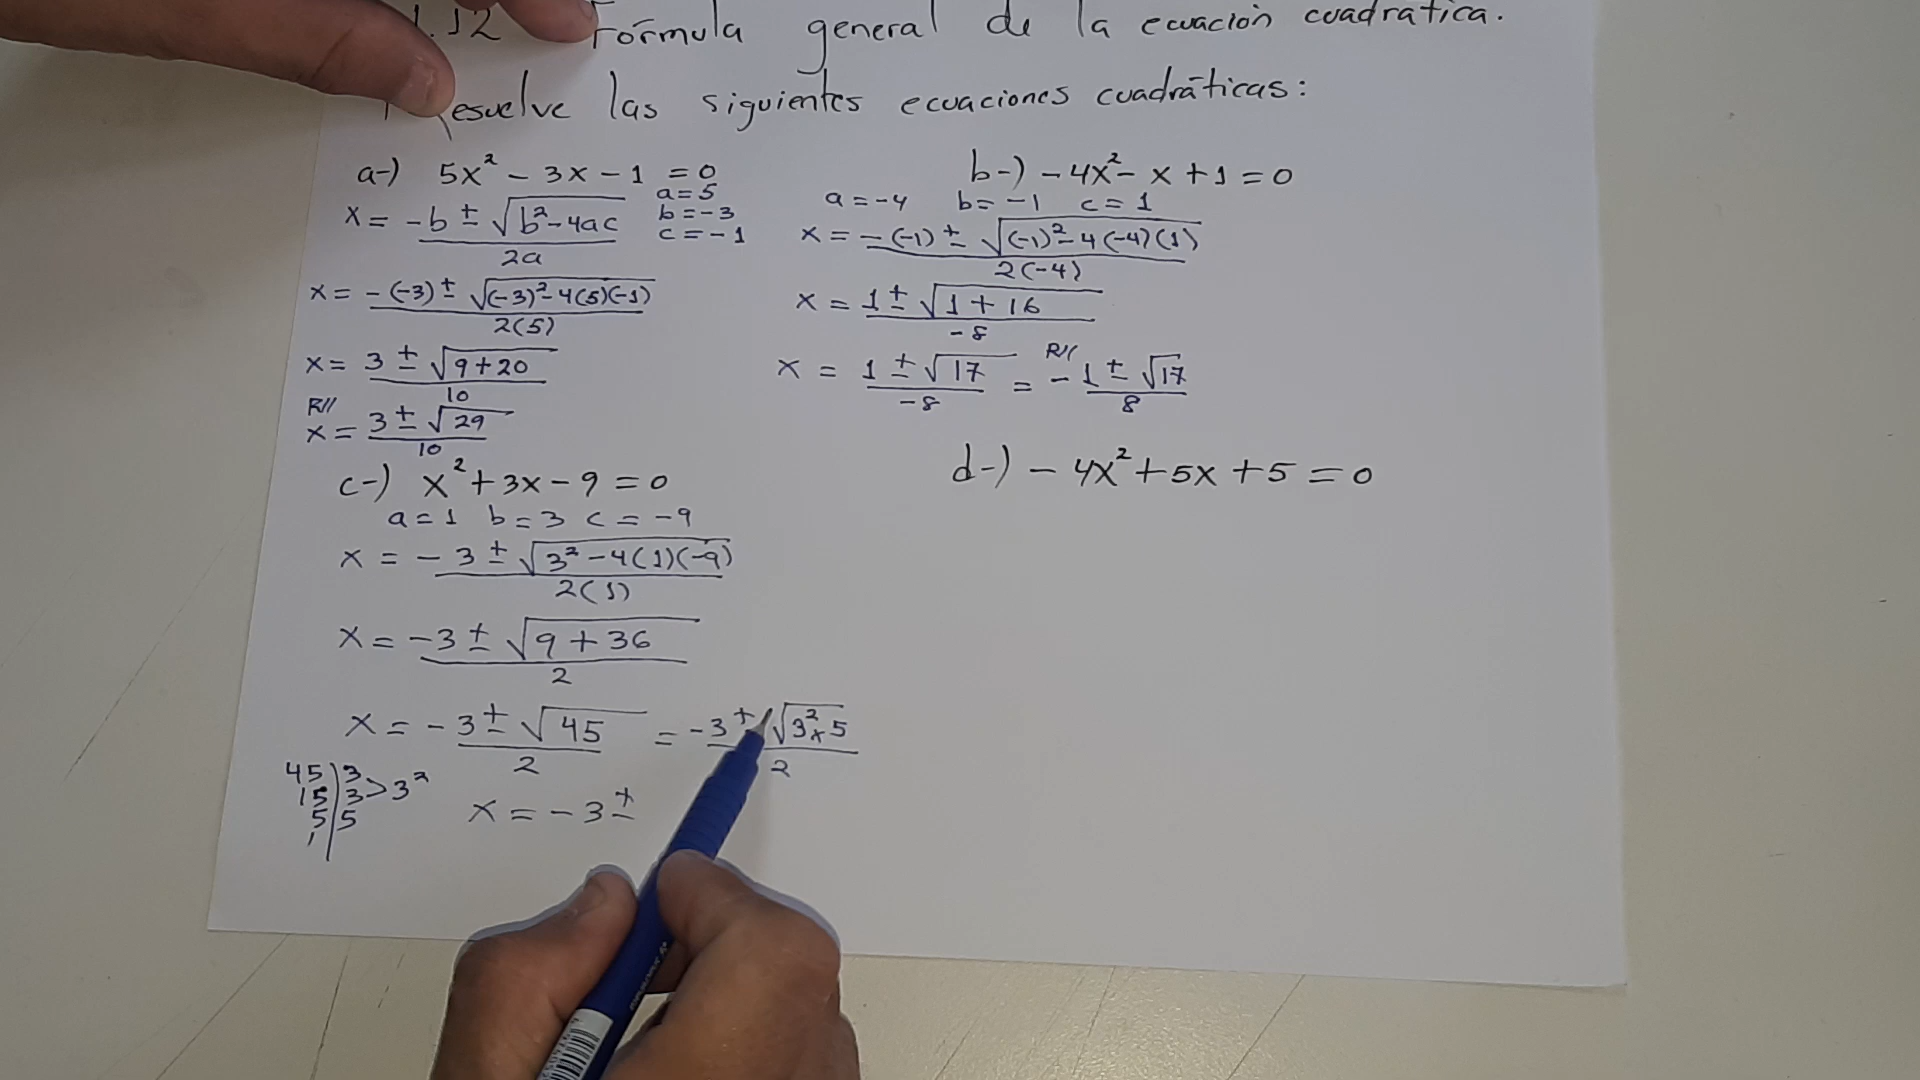 .12 Fórmula general de la ecuación cuadrática.
Resuelve las siguientes ecuaciones cuadráticas:
a-) 5x² - 3x - 1 = 0
a = 5
x = -b ± √b² - 4ac
b = -3
2a
c = -1
x = -(-3) ± √(-3)² - 4(5)(-1)
2(5)
x = 3 ± √9 + 20
10
R//
x = 3 ± √29
10
b-) - 4x² - x + 1 = 0
a = -4 b = -1 c = 1
x = -(-1) ± √(-1)² - 4(-4)(1)
2(-4)
x = 1 ± √1 + 16
-8
R//
x = 1 ± √17 = - 1 ± √17
-8 8
c-) x² + 3x - 9 = 0
a = 1 b = 3 c = -9
x = - 3 ± √3² - 4(1)(-9)
2(1)
x = -3 ± √9 + 36
2
x = - 3 ± √45 = -3 ± √3² x 5
2 2
45 | 3
15 | 3 > 3²
5 | 5
1 |
x = - 3 ±
d-) - 4x² + 5x + 5 = 0